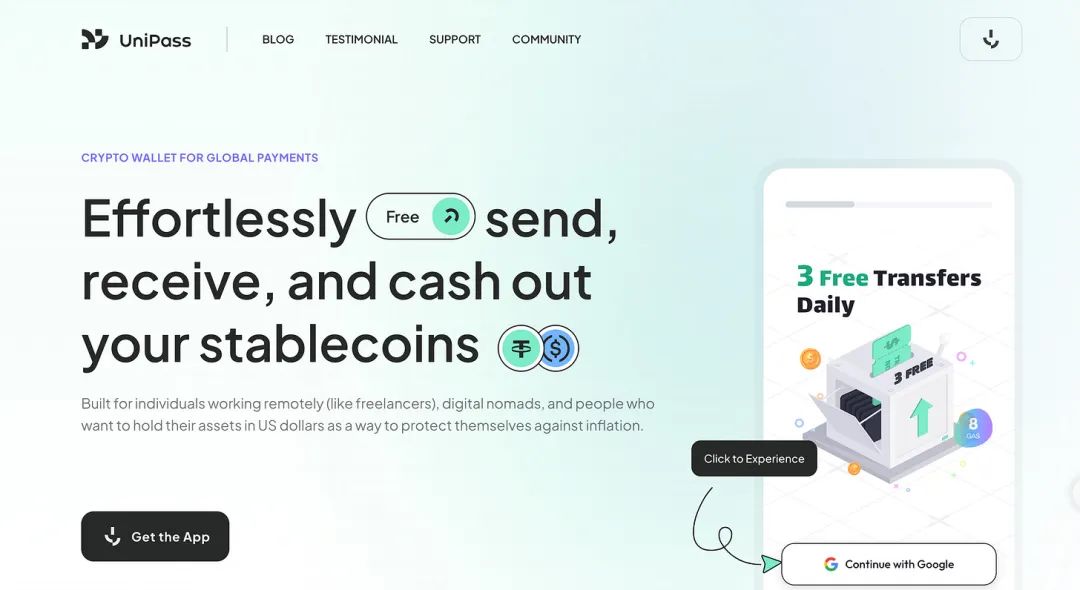 UniPass
BLOG
TESTIMONIAL
SUPPORT
COMMUNITY
CRYPTO WALLET FOR GLOBAL PAYMENTS
Effortlessly Free send,
receive, and cash out
your stablecoins
Built for individuals working remotely (like freelancers), digital nomads, and people who
want to hold their assets in US dollars as a way to protect themselves against inflation.
Get the App
3 Free Transfers
Daily
3 FREE
8
GAS
Click to Experience
Continue with Google